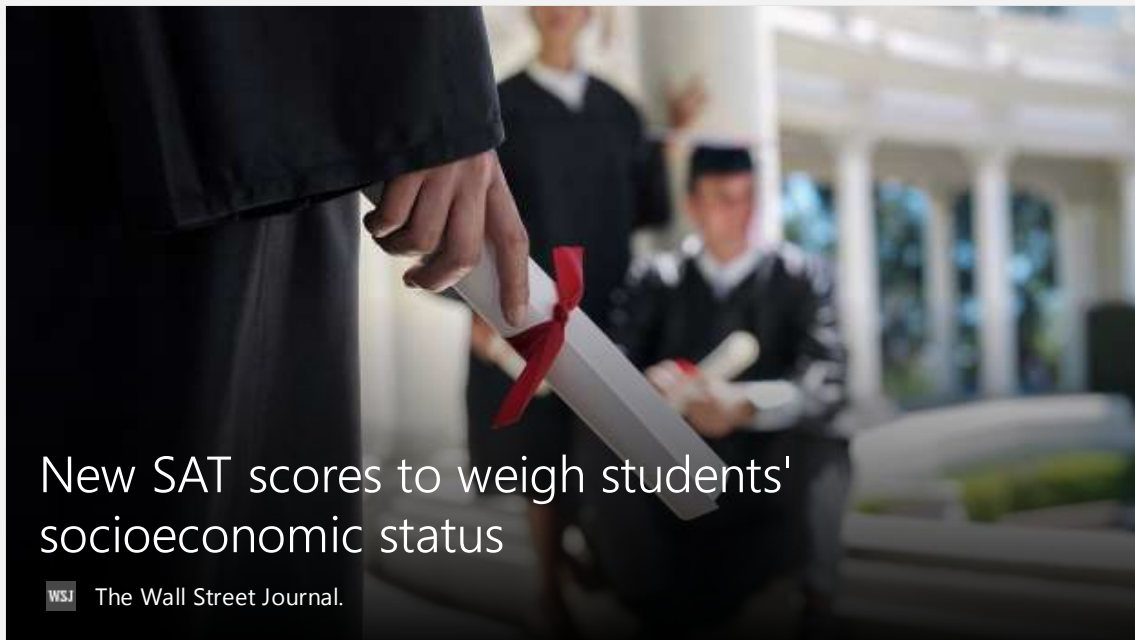 New SAT scores to weigh students'
socioeconomic status
WSJ
The Wall Street Journal.